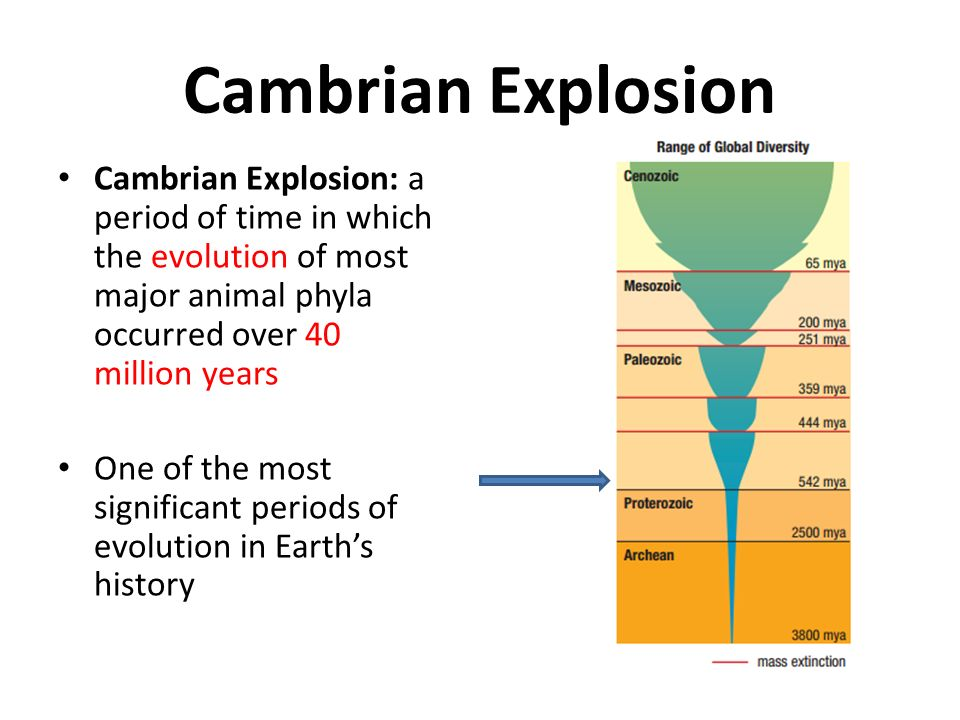 Cambrian Explosion
• Cambrian Explosion: a
period of time in which
the evolution of most
major animal phyla
occurred over 40
million years
• One of the most
significant periods of
evolution in Earth’s
history
Range of Global Diversity
Cenozoic
65 mya
Mesozoic
200 mya
251 mya
Paleozoic
359 mya
444 mya
542 mya
Proterozoic
2500 mya
Archean
3800 mya
mass extinction